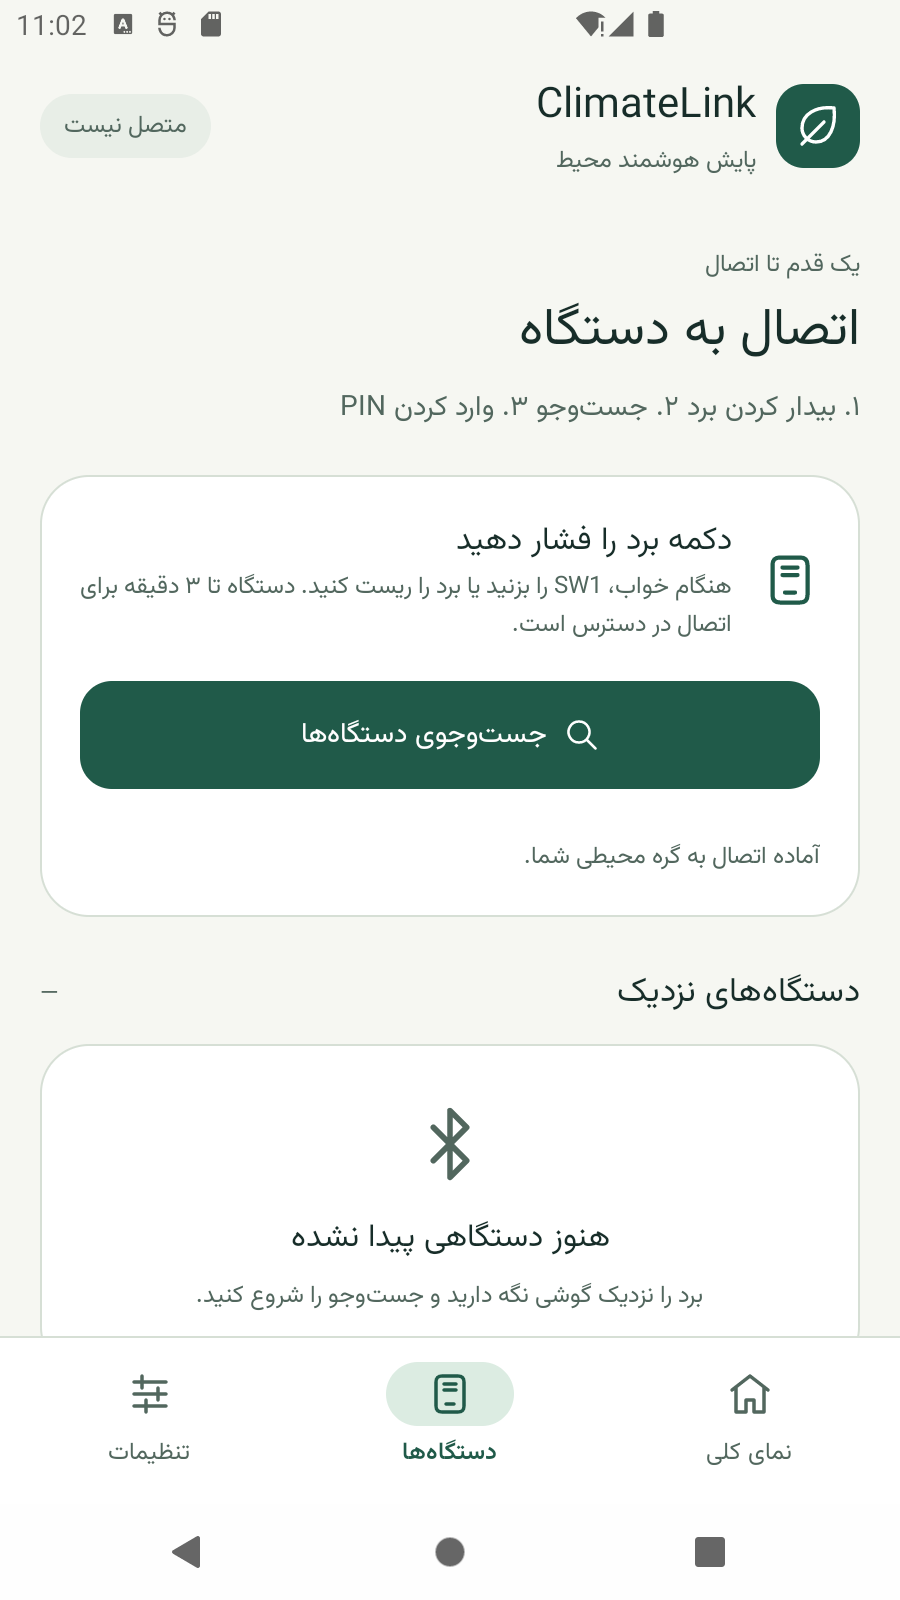 11:02
ClimateLink
پایش هوشمند محیط
متصل نیست
یک قدم تا اتصال
اتصال به دستگاه
۱. بیدار کردن برد ۲. جست‌وجو ۳. وارد کردن PIN
دکمه برد را فشار دهید
هنگام خواب، SW1 را بزنید یا برد را ریست کنید. دستگاه تا ۳ دقیقه برای
اتصال در دسترس است.
جست‌وجوی دستگاه‌ها
آماده اتصال به گره محیطی شما.
دستگاه‌های نزدیک
–
هنوز دستگاهی پیدا نشده
برد را نزدیک گوشی نگه دارید و جست‌وجو را شروع کنید.
نمای کلی
دستگاه‌ها
تنظیمات